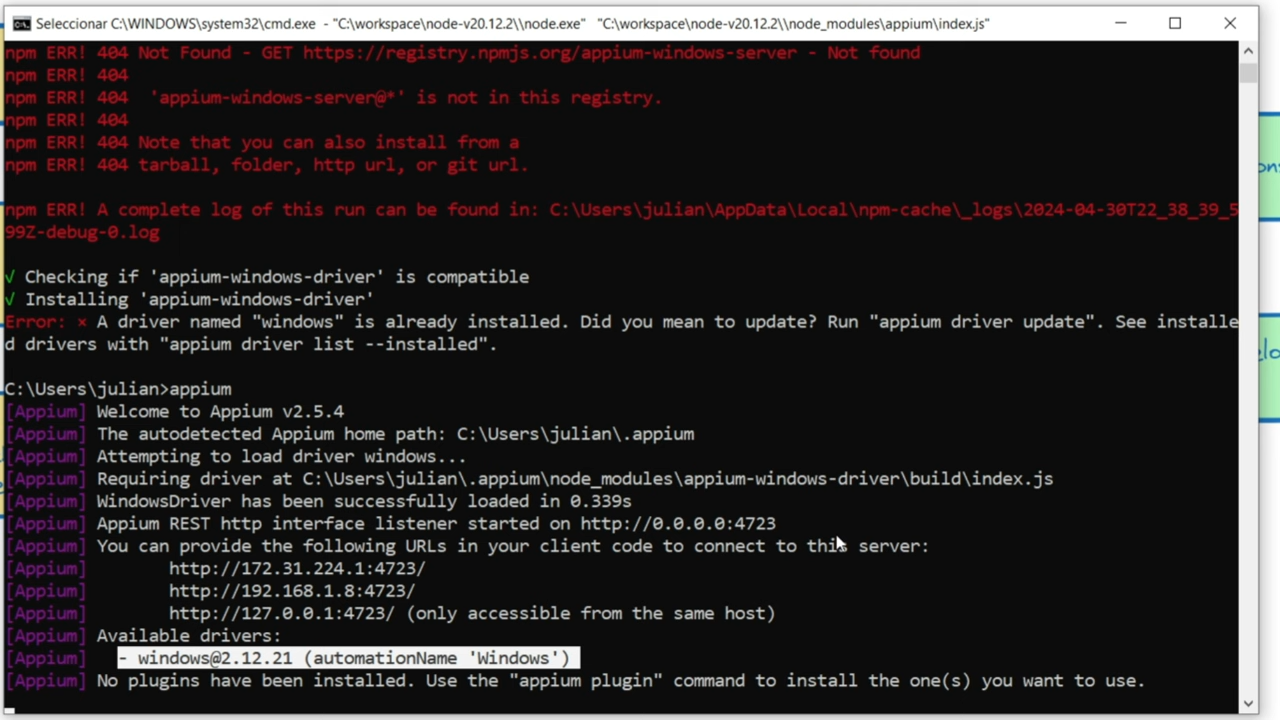 C:\WINDOWS\system32\cmd.exe - "C:\workspace\node-v20.12.2\\node.exe" "C:\workspace\node-v20.12.2\\node_modules\appium\index.js"
npm ERR! 404 Not Found - GET https://registry.npmjs.org/appium-windows-server - Not found
npm ERR! 404
npm ERR! 404  'appium-windows-server@*' is not in this registry.
npm ERR! 404
npm ERR! 404 Note that you can also install from a
npm ERR! 404 tarball, folder, http url, or git url.
npm ERR! A complete log of this run can be found in: C:\Users\julian\AppData\Local\npm-cache\_logs\2024-04-30T22_38_39_5
99Z-debug-0.log
√ Checking if 'appium-windows-driver' is compatible
√ Installing 'appium-windows-driver'
Error: × A driver named "windows" is already installed. Did you mean to update? Run "appium driver update". See installe
d drivers with "appium driver list --installed".
C:\Users\julian>appium
[Appium] Welcome to Appium v2.5.4
[Appium] The autodetected Appium home path: C:\Users\julian\.appium
[Appium] Attempting to load driver windows...
[Appium] Requiring driver at C:\Users\julian\.appium\node_modules\appium-windows-driver\build\index.js
[Appium] WindowsDriver has been successfully loaded in 0.339s
[Appium] Appium REST http interface listener started on http://0.0.0.0:4723
[Appium] You can provide the following URLs in your client code to connect to this server:
[Appium]        http://172.31.224.1:4723/
[Appium]        http://192.168.1.8:4723/
[Appium]        http://127.0.0.1:4723/ (only accessible from the same host)
[Appium] Available drivers:
[Appium]   - windows@2.12.21 (automationName 'Windows')
[Appium] No plugins have been installed. Use the "appium plugin" command to install the one(s) you want to use.